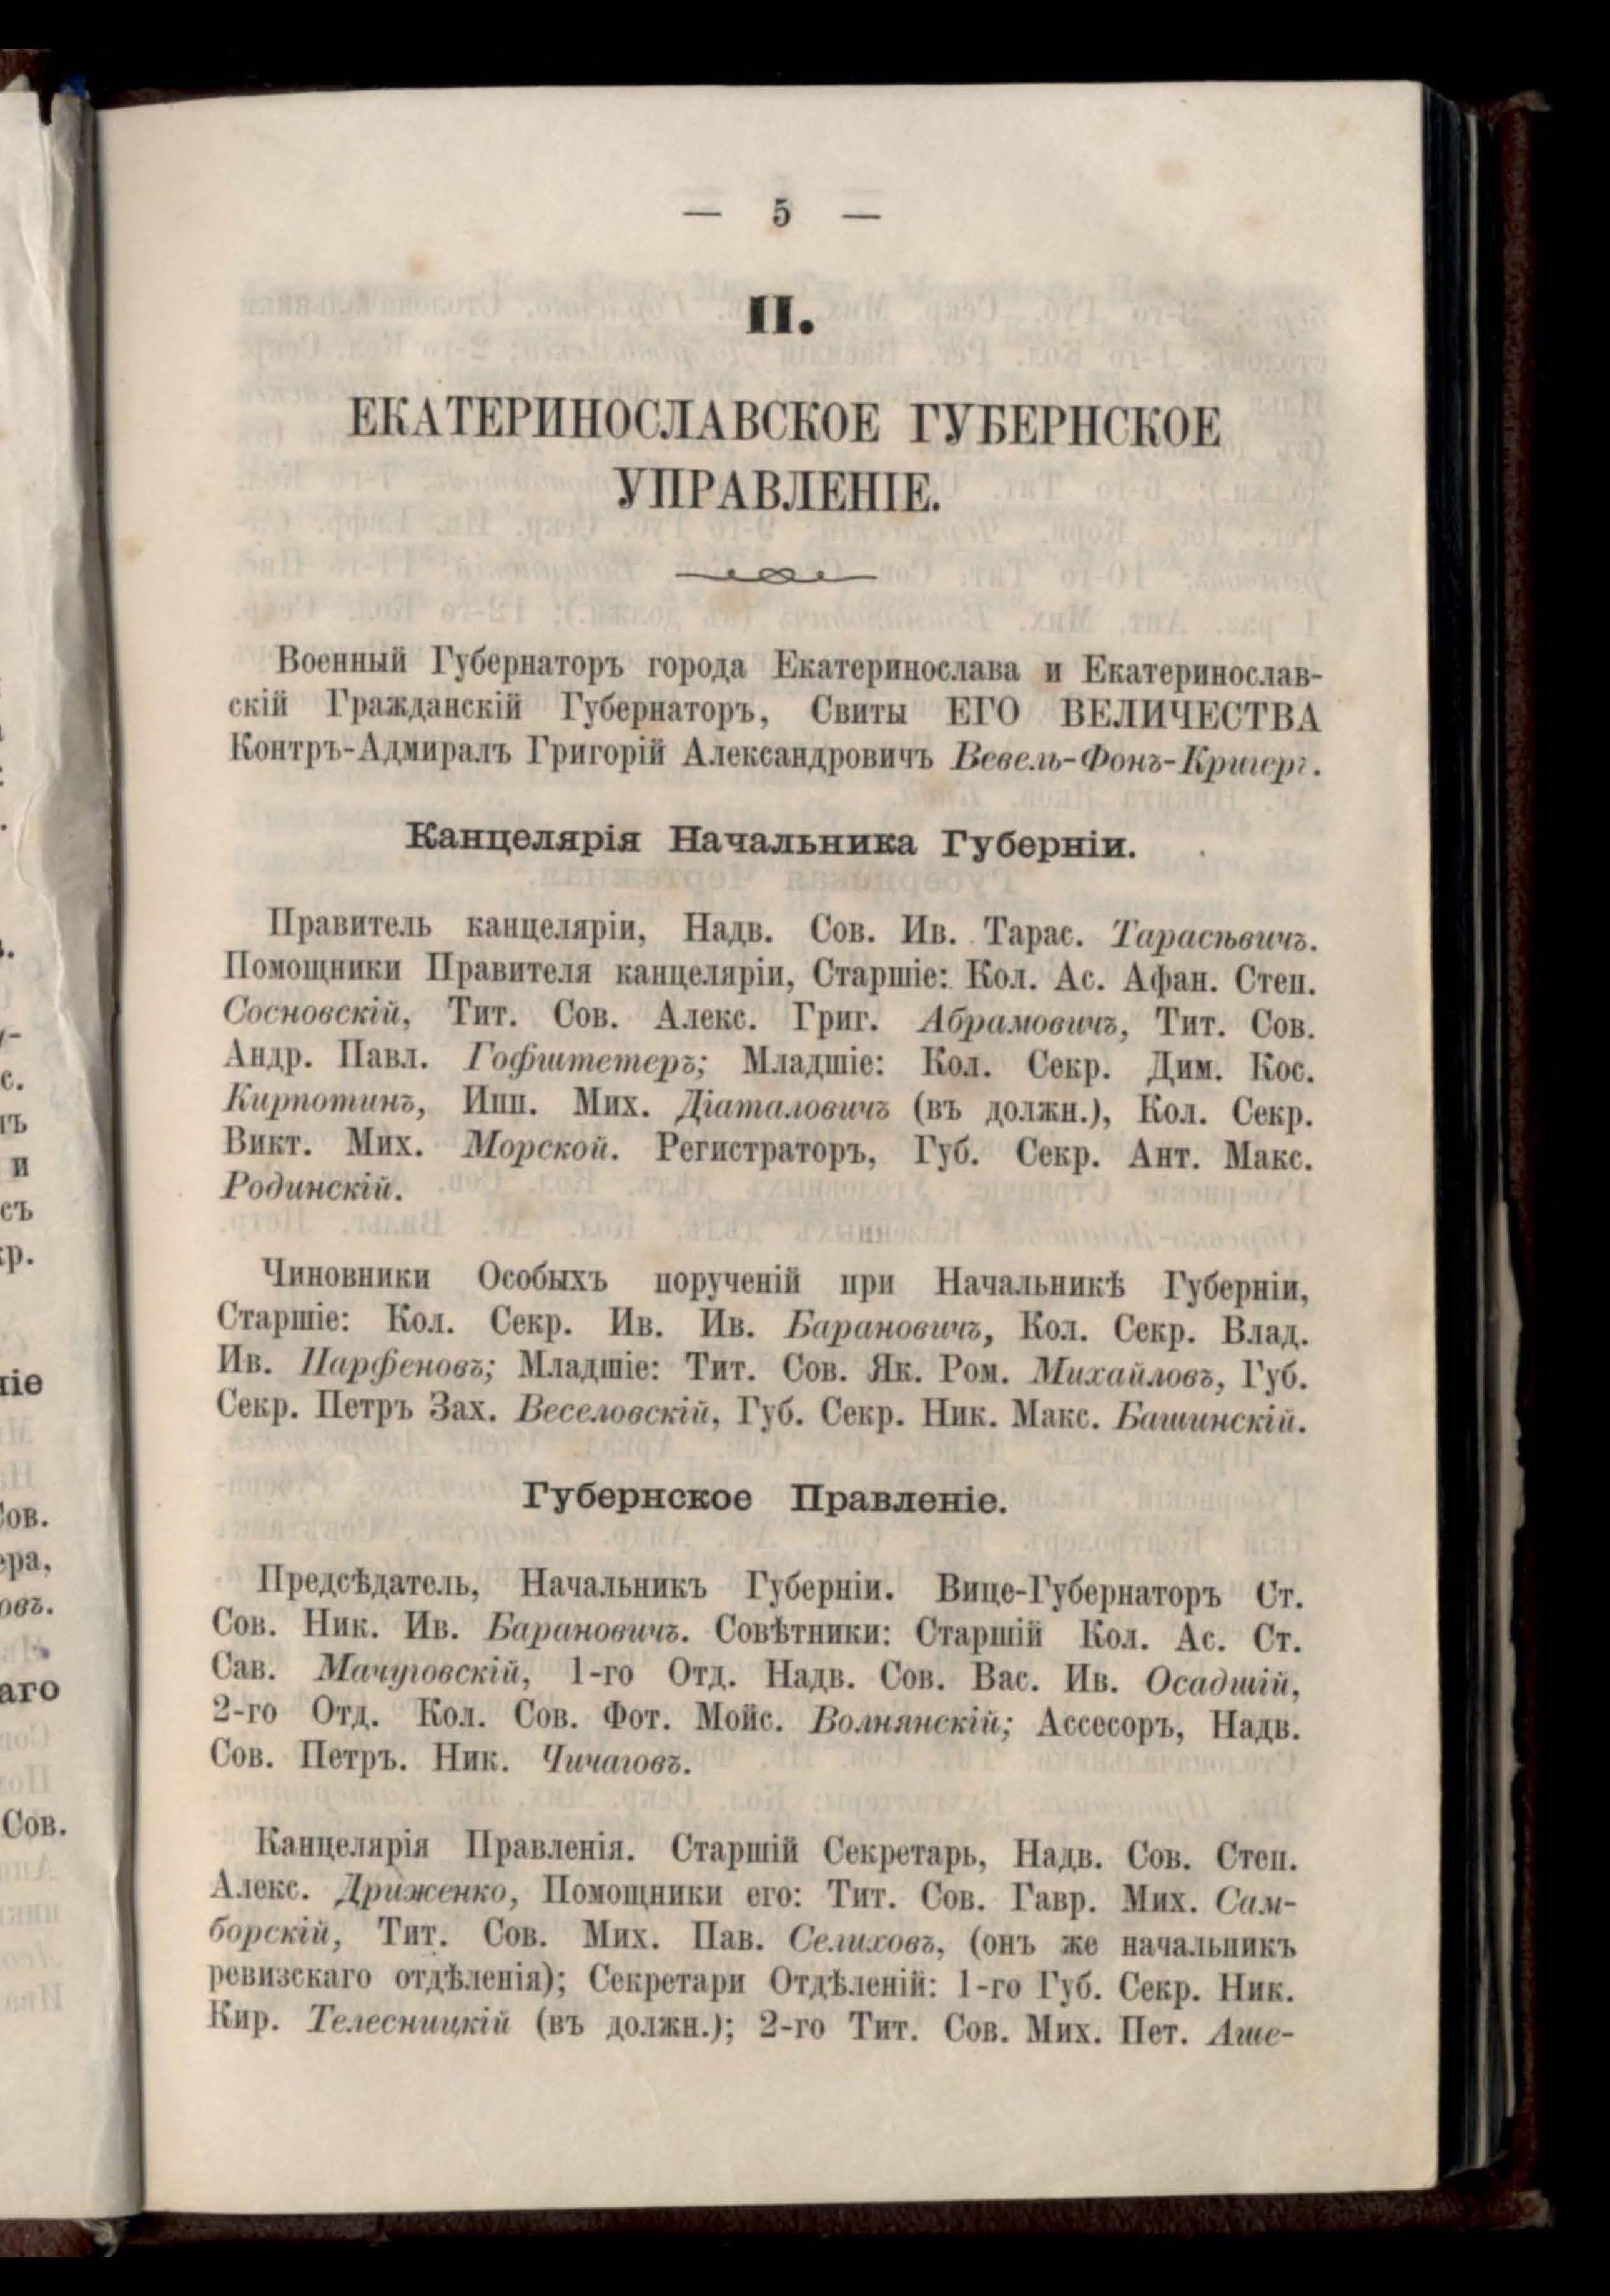 — 5 —
II.
ЕКАТЕРИНОСЛАВСКОЕ ГУБЕРНСКОЕ
УПРАВЛЕНІЕ.
Военный Губернаторъ города Екатеринослава и Екатеринослав-
скій Гражданскій Губернаторъ, Свиты ЕГО ВЕЛИЧЕСТВА
Контръ-Адмиралъ Григорій Александровичъ Вевель-Фонъ-Кригеръ.
Канцелярія Начальника Губерніи.
Правитель канцеляріи, Надв. Сов. Ив. Тарас. Тарасѣвичъ.
Помощники Правителя канцеляріи, Старшіе: Кол. Ас. Афан. Степ.
Сосновскій, Тит. Сов. Алекс. Григ. Абрамовичъ, Тит. Сов.
Андр. Павл. Гофштетеръ; Младшіе: Кол. Секр. Дим. Кос.
Кирпотинъ, Ипп. Мих. Діаталовичъ (въ должн.), Кол. Секр.
Викт. Мих. Морской. Регистраторъ, Губ. Секр. Ант. Макс.
Родинскій.
Чиновники Особыхъ порученій при Начальникѣ Губерніи,
Старшіе: Кол. Секр. Ив. Ив. Барановичъ, Кол. Секр. Влад.
Ив. Парфеновъ; Младшіе: Тит. Сов. Як. Ром. Михайловъ, Губ.
Секр. Петръ Зах. Веселовскій, Губ. Секр. Ник. Макс. Башинскій.
Губернское Правленіе.
Предсѣдатель, Начальникъ Губерніи. Вице-Губернаторъ Ст.
Сов. Ник. Ив. Барановичъ. Совѣтники: Старшій Кол. Ас. Ст.
Сав. Мачуговскій, 1-го Отд. Надв. Сов. Вас. Ив. Осадшій,
2-го Отд. Кол. Сов. Фот. Мойс. Волнянскій; Ассесоръ, Надв.
Сов. Петръ. Ник. Чичаговъ.
Канцелярія Правленія. Старшій Секретарь, Надв. Сов. Степ.
Алекс. Дриженко, Помощники его: Тит. Сов. Гавр. Мих. Сам-
борскій, Тит. Сов. Мих. Пав. Селиховъ, (онъ же начальникъ
ревизскаго отдѣленія); Секретари Отдѣленій: 1-го Губ. Секр. Ник.
Кир. Телесницкій (въ должн.); 2-го Тит. Сов. Мих. Пет. Аше-